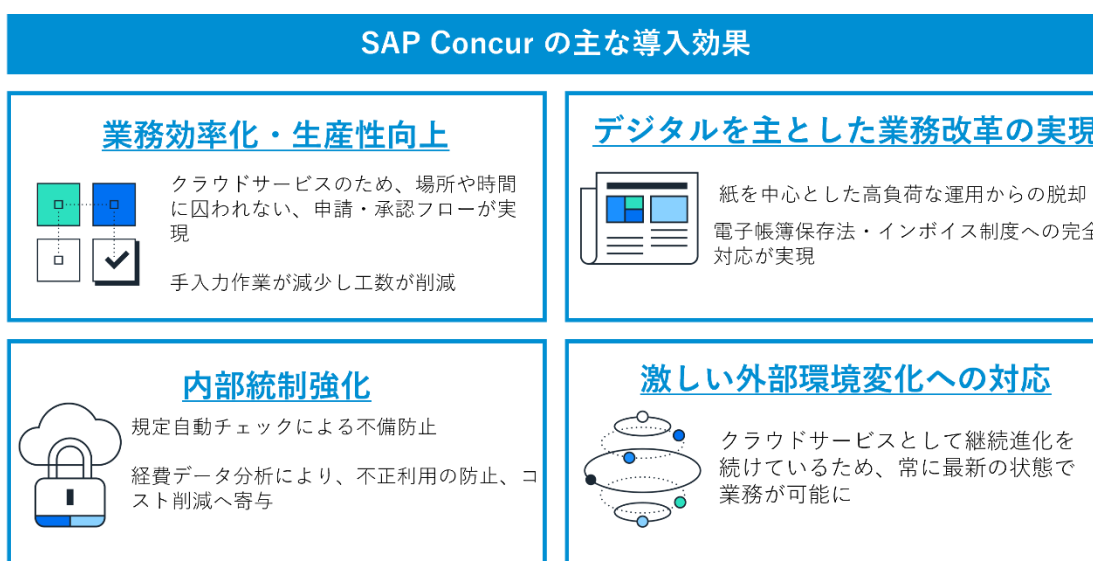 SAP Concur の主な導入効果
業務効率化・生産性向上
クラウドサービスのため、場所や時間
に囚われない、申請・承認フローが実
現
手入力作業が減少し工数が削減
デジタルを主とした業務改革の実現
紙を中心とした高負荷な運用からの脱却
電子帳簿保存法・インボイス制度への完全
対応が実現
内部統制強化
規定自動チェックによる不備防止
経費データ分析により、不正利用の防止、コ
スト削減へ寄与
激しい外部環境変化への対応
クラウドサービスとして継続進化を
続けているため、常に最新の状態で
業務が可能に